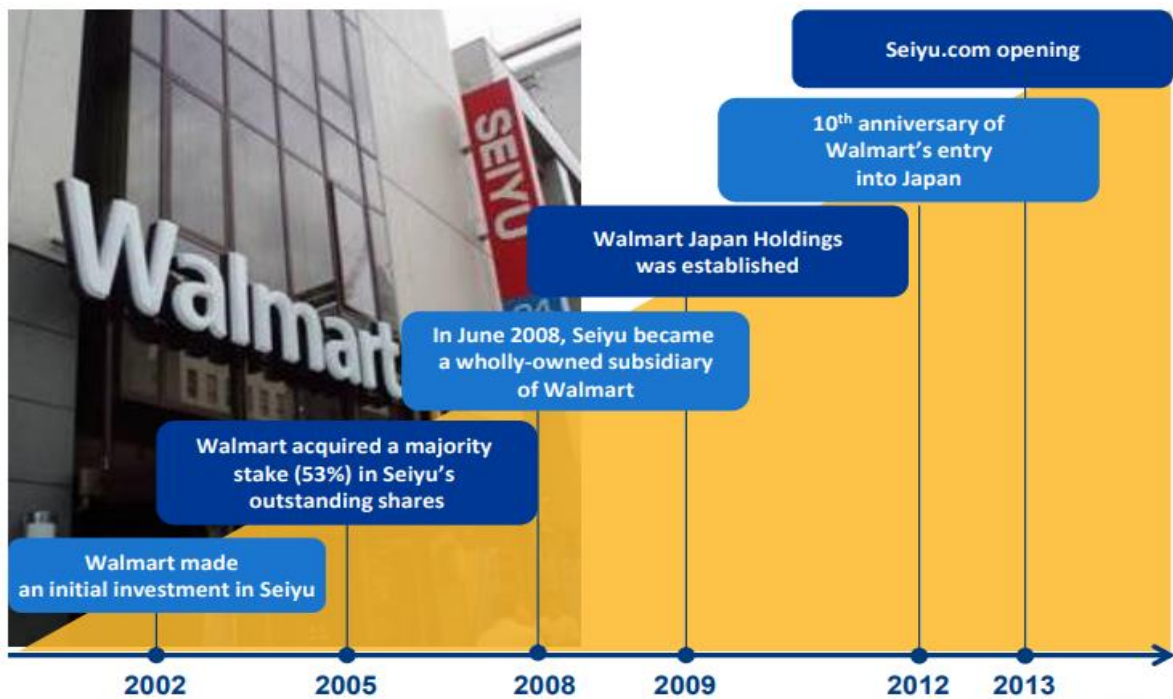 Seiyu.com opening
10th anniversary of
Walmart's entry
into Japan
Walmart Japan Holdings
was established
In June 2008, Seiyu became
a wholly-owned subsidiary
of Walmart
Walmart acquired a majority
stake (53%) in Seiyu's
outstanding shares
Walmart made
an initial investment in Seiyu
SEIYU
24
Walmart
2002 2005 2008 2009 2012 2013